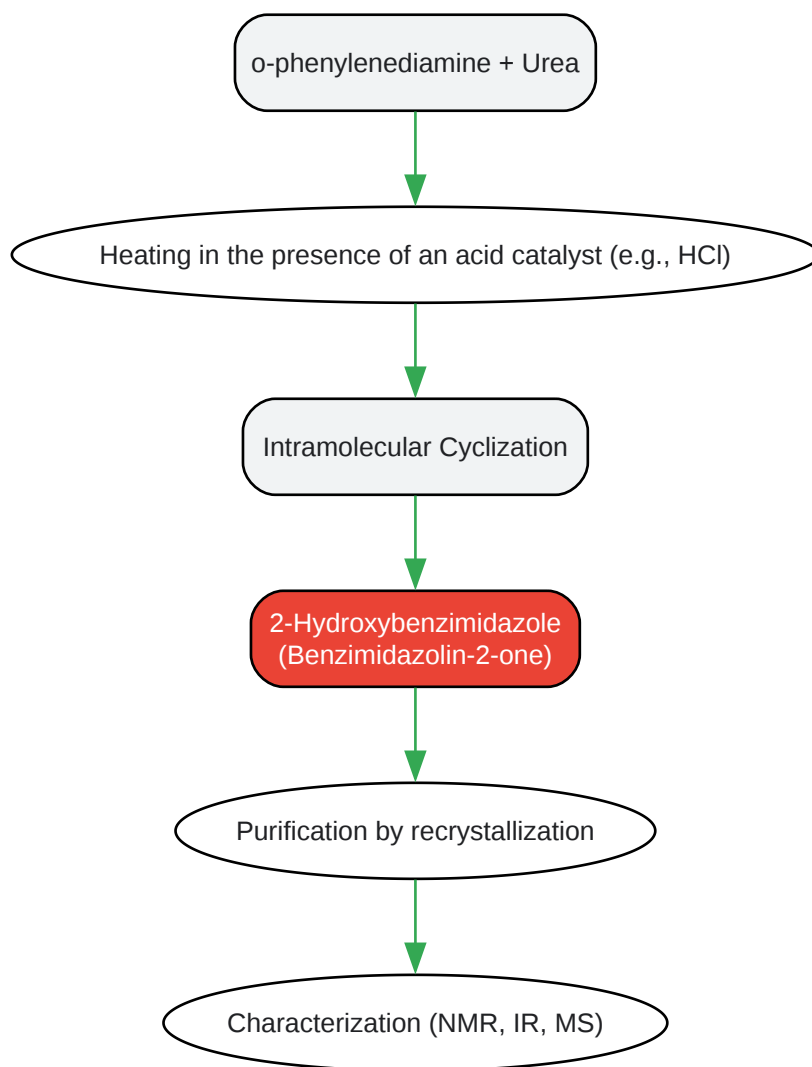 o-phenylenediamine + Urea
Heating in the presence of an acid catalyst (e.g., HCl)
Intramolecular Cyclization
2-Hydroxybenzimidazole
(Benzimidazolin-2-one)
Purification by recrystallization
Characterization (NMR, IR, MS)